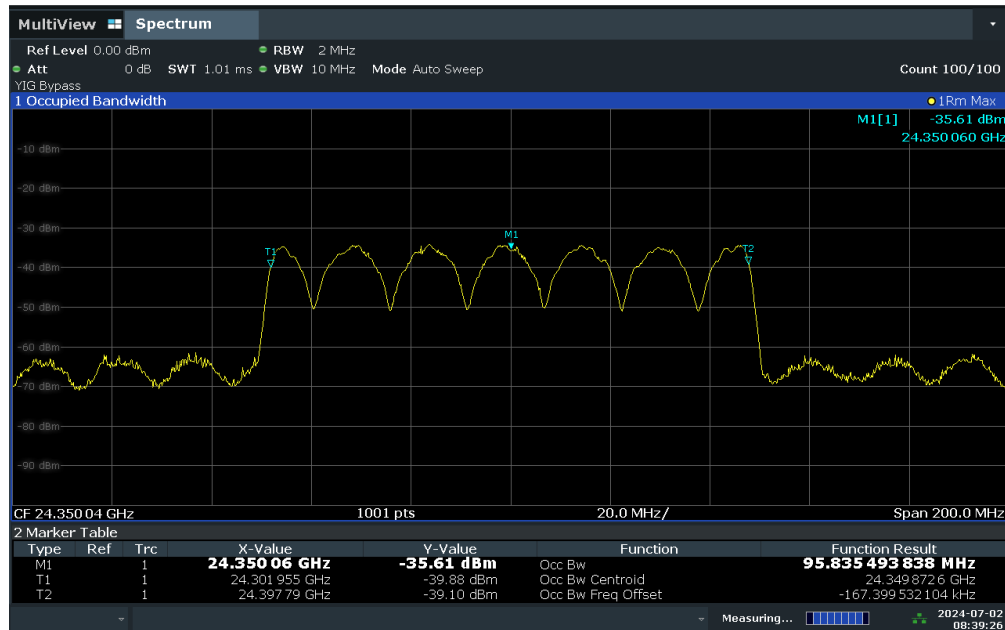 MultiView Spectrum
Ref Level 0.00 dBm RBW 2 MHz
Att 0 dB SWT 1.01 ms VBW 10 MHz Mode Auto Sweep Count 100/100
YIG Bypass
1 Occupied Bandwidth 1Rm Max
M1[1] -35.61 dBm
24.350 060 GHz
-10 dBm
-20 dBm
-30 dBm
M1
T1 T2
-40 dBm
-50 dBm
-60 dBm
-70 dBm
-80 dBm
-90 dBm
CF 24.350 04 GHz 1001 pts 20.0 MHz/ Span 200.0 MHz
2 Marker Table
Type Ref Trc X-Value Y-Value Function Function Result
M1 1 24.350 06 GHz -35.61 dBm Occ Bw 95.835 493 838 MHz
T1 1 24.301 955 GHz -39.88 dBm Occ Bw Centroid 24.349 872 6 GHz
T2 1 24.397 79 GHz -39.10 dBm Occ Bw Freq Offset -167.399 532 104 kHz
Measuring... 2024-07-02
08:39:26